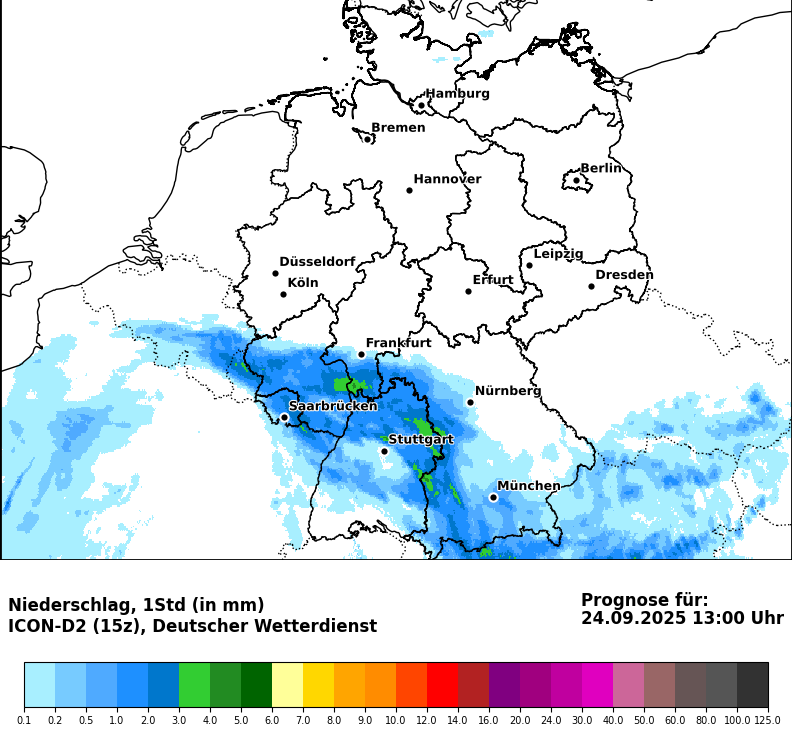 Hamburg
Bremen
Berlin
Hannover
Leipzig
Düsseldorf
Dresden
Köln
Erfurt
Frankfurt
Nürnberg
Saarbrücken
Stuttgart
München
Niederschlag, 1Std (in mm)
ICON-D2 (15z), Deutscher Wetterdienst
Prognose für:
24.09.2025 13:00 Uhr
0.1 0.2 0.5 1.0 2.0 3.0 4.0 5.0 6.0 7.0 8.0 9.0 10.0 12.0 14.0 16.0 20.0 24.0 30.0 40.0 50.0 60.0 80.0 100.0 125.0